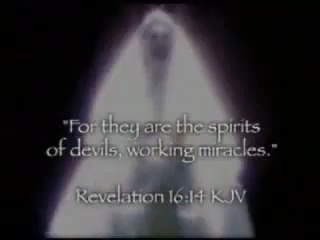 "For they are the spirits
of devils, working miracles."
Revelation 16:14 KJV